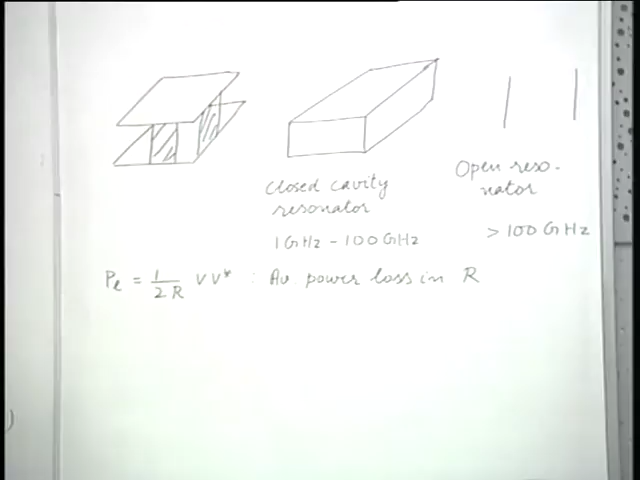 Closed cavity
resonator
1 GHz – 100 GHz
Open reso-
nator
> 100 GHz
Pℓ = 1/2R VV* : Av. power loss in R